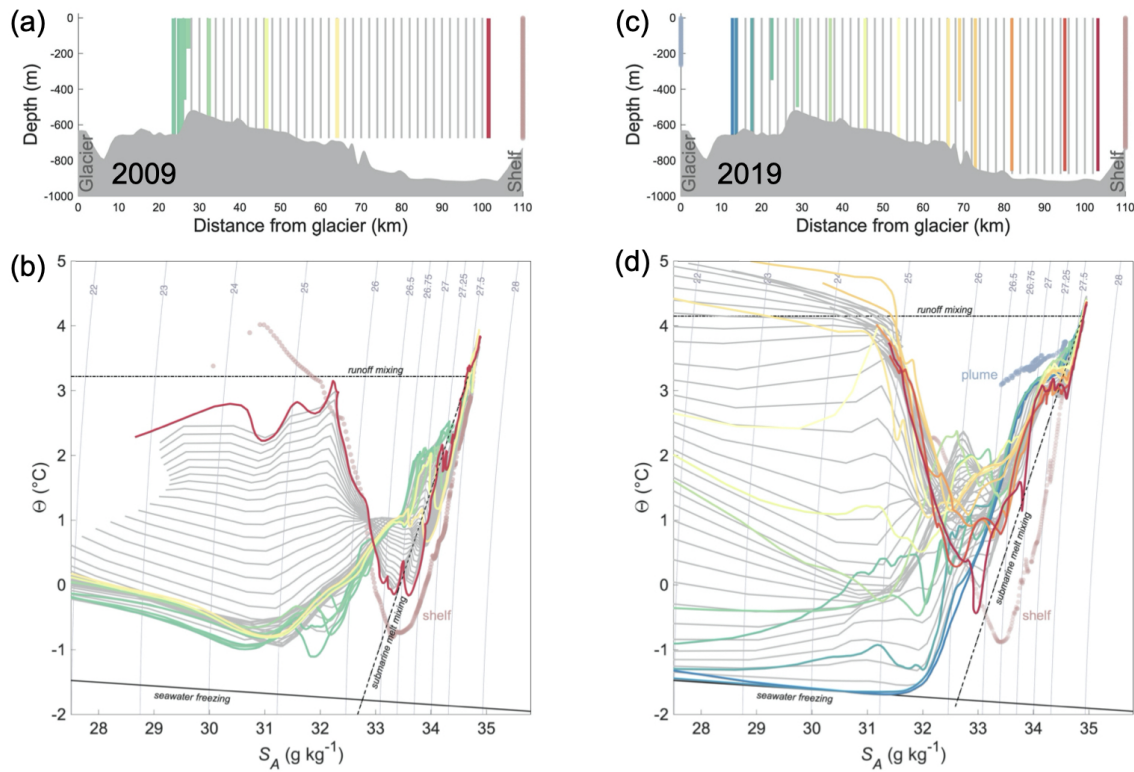 (a)
0
-200
-400
-600
-800
-1000
Depth (m)
Glacier
2009
Shelf
0 10 20 30 40 50 60 70 80 90 100 110
Distance from glacier (km)
(c)
0
-200
-400
-600
-800
-1000
Depth (m)
Glacier
2019
Shelf
0 10 20 30 40 50 60 70 80 90 100 110
Distance from glacier (km)
(b)
5
4
3
2
1
0
-1
-2
Θ (°C)
22 23 24 25 26 26.5 26.75 27 27.25 27.5 28
runoff mixing
submarine melt mixing
shelf
seawater freezing
28 29 30 31 32 33 34 35
S_A (g kg⁻¹)
(d)
5
4
3
2
1
0
-1
-2
Θ (°C)
22 23 24 25 26 26.5 26.75 27 27.25 27.5 28
runoff mixing
plume
submarine melt mixing
shelf
seawater freezing
28 29 30 31 32 33 34 35
S_A (g kg⁻¹)